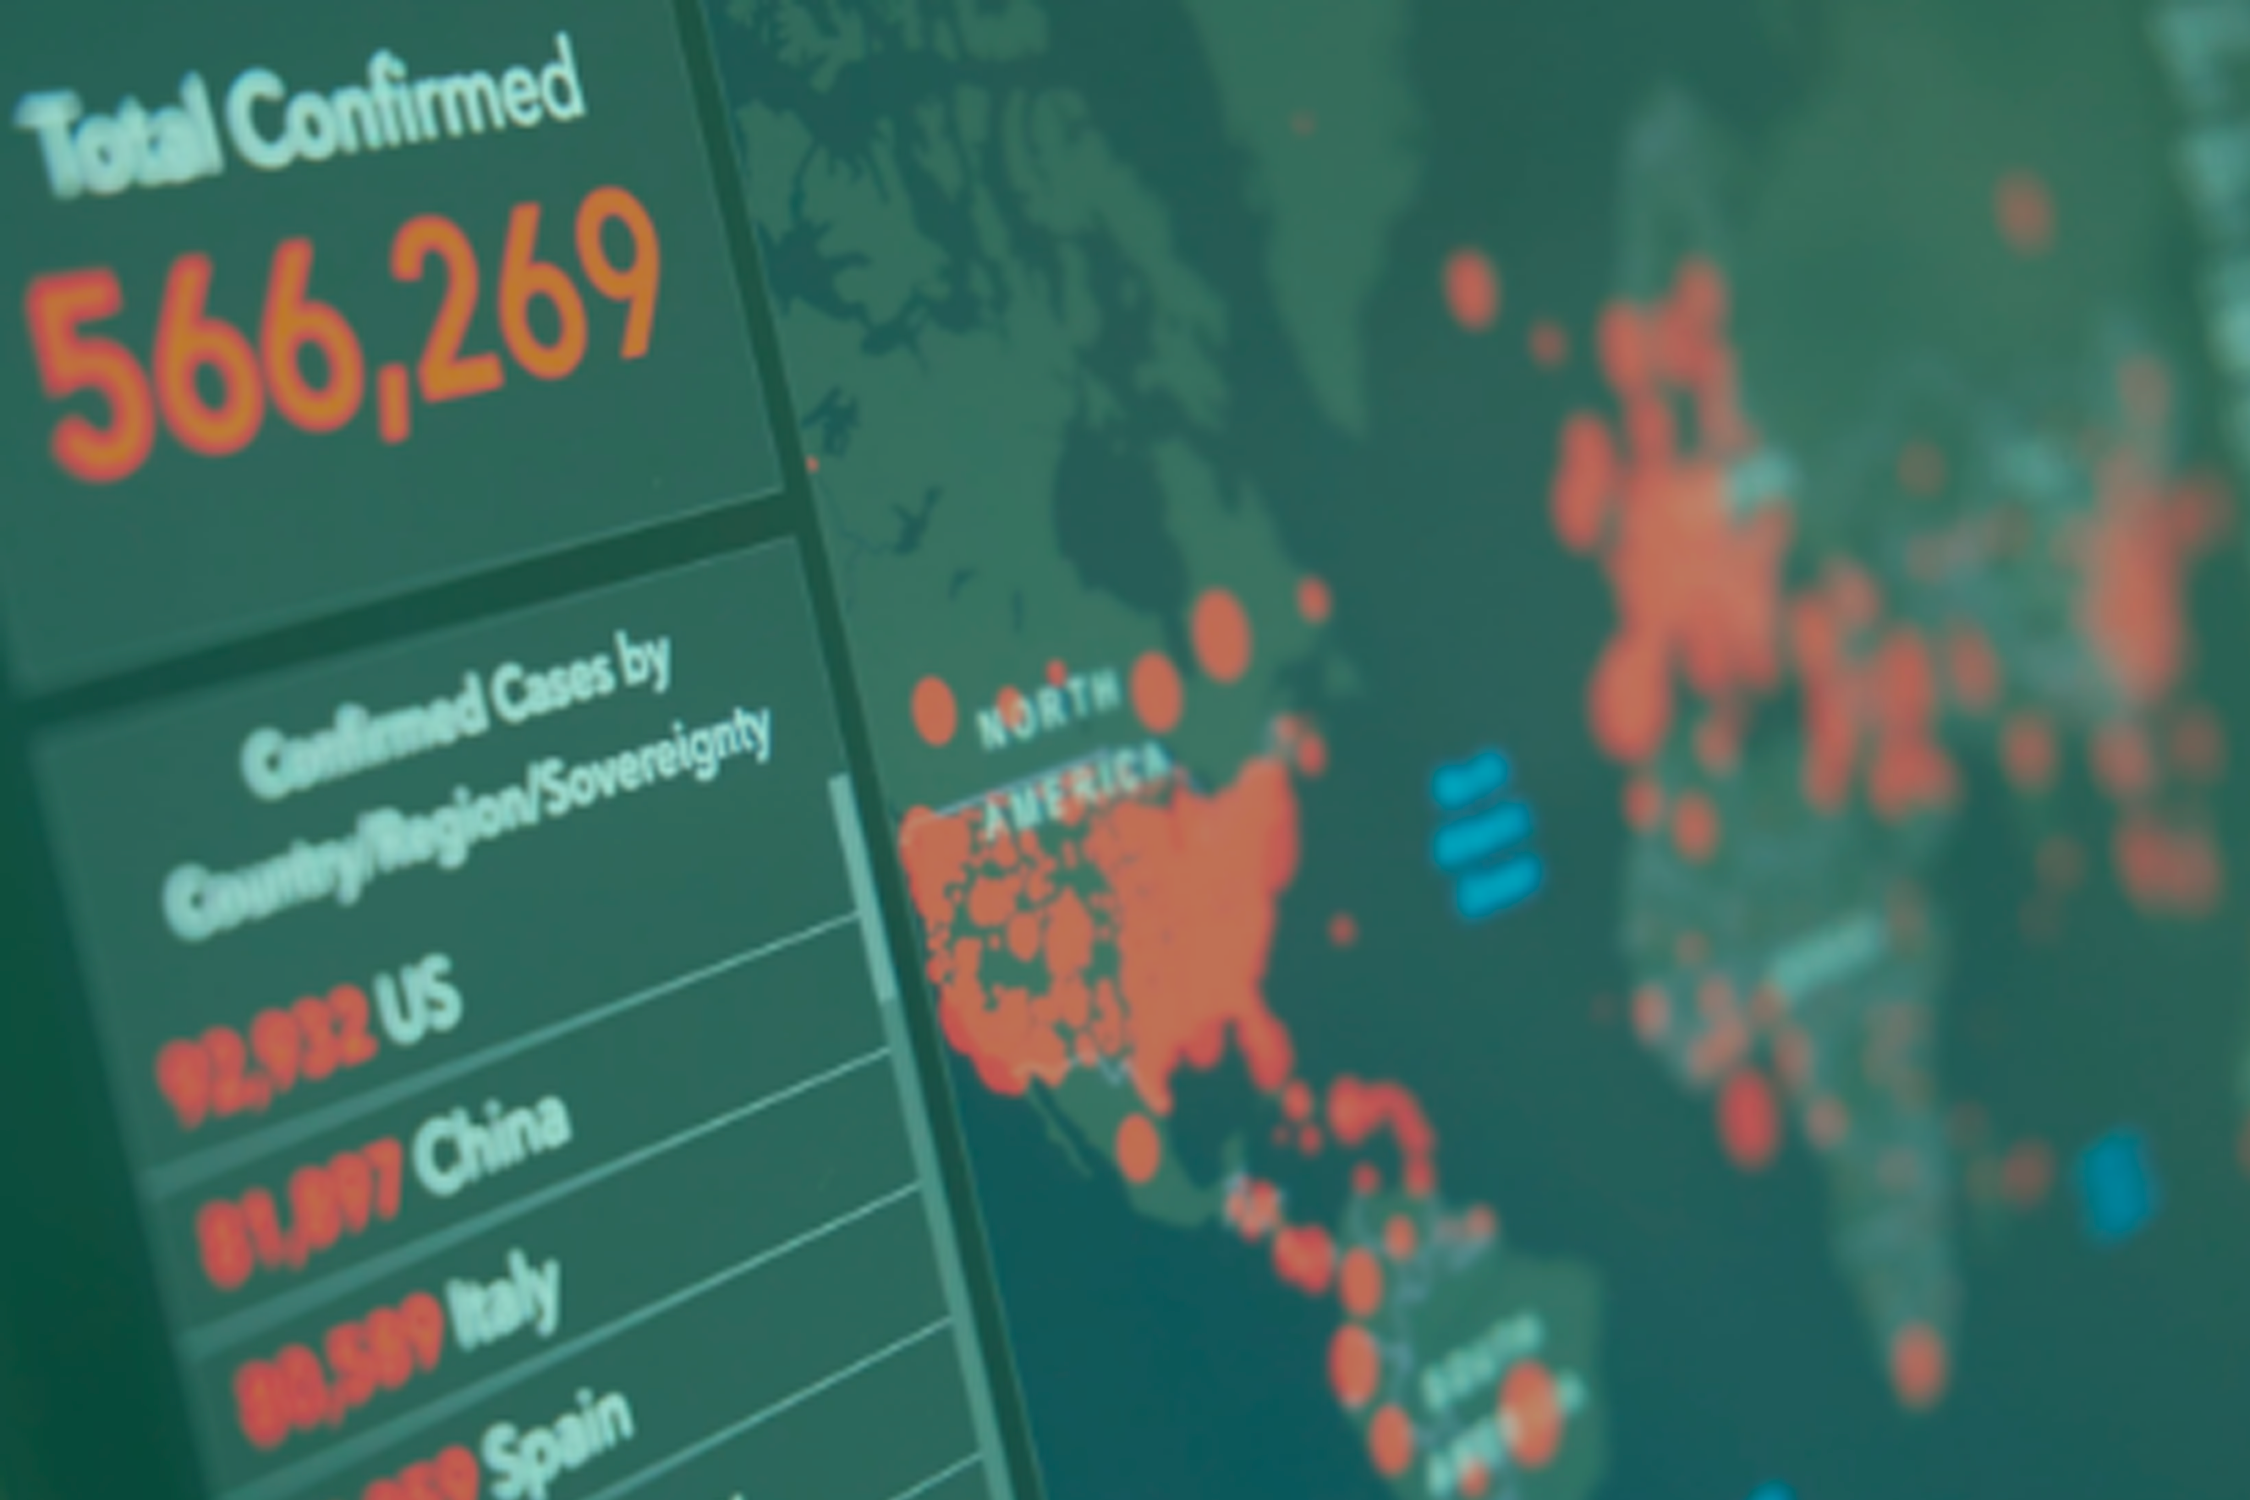 Total Confirmed
566,269
Confirmed Cases by
Country/Region/Sovereignty
92,932 US
81,897 China
80,589 Italy
Spain
NORTH
AMERICA
SOUTH